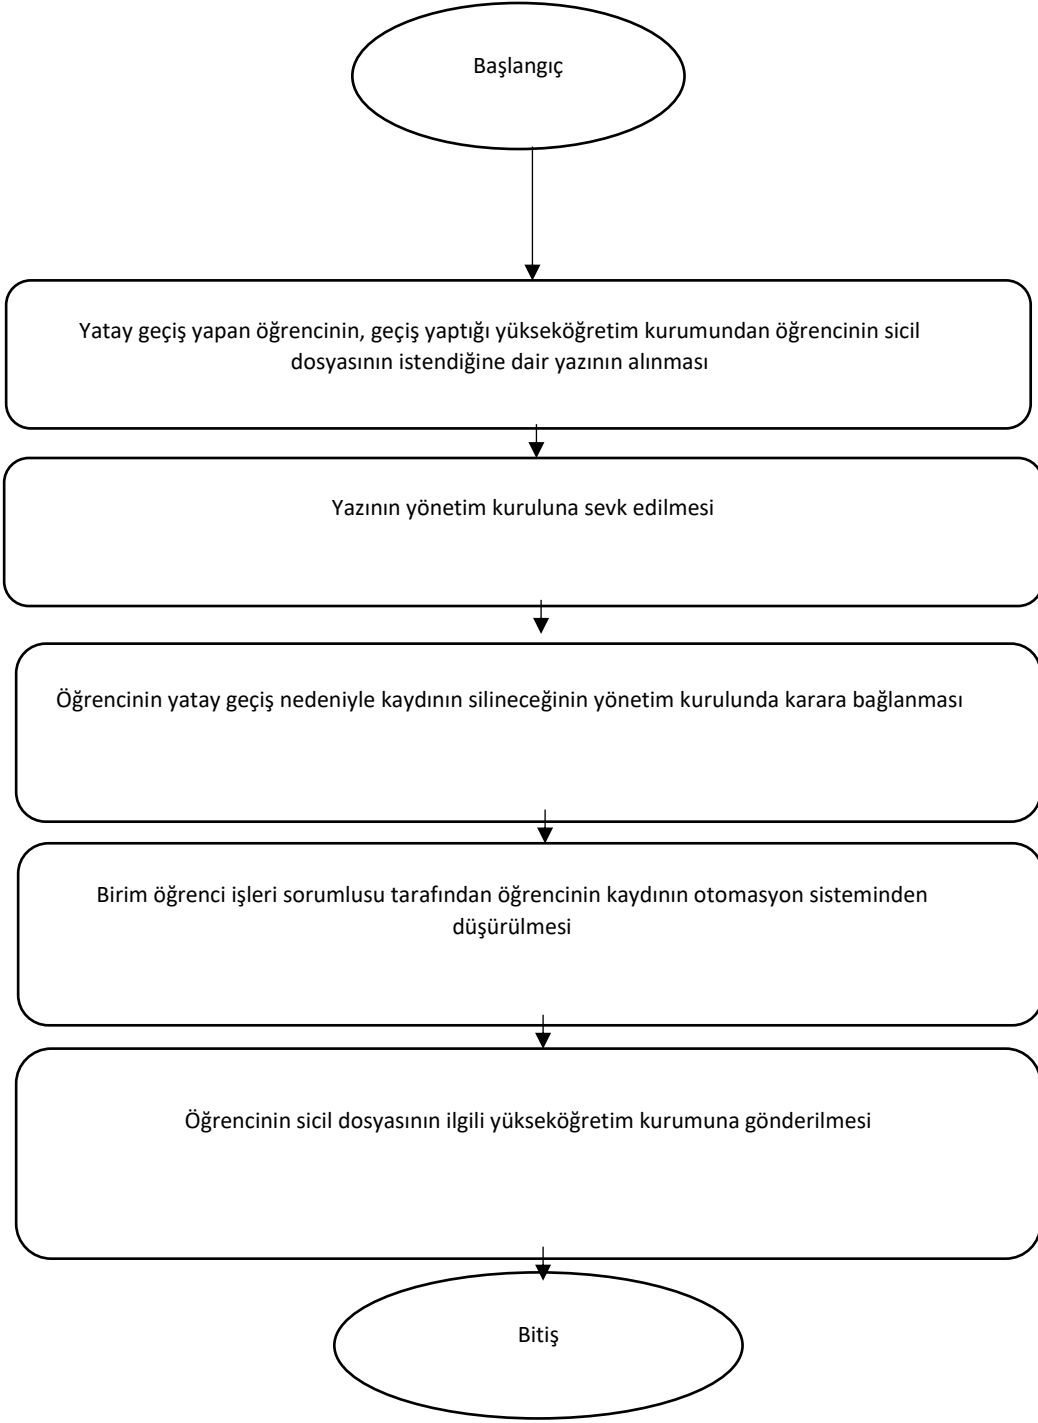 Başlangıç
Yatay geçiş yapan öğrencinin, geçiş yaptığı yükseköğretim kurumundan öğrencinin sicil
dosyasının istendiğine dair yazının alınması
Yazının yönetim kuruluna sevk edilmesi
Öğrencinin yatay geçiş nedeniyle kaydının silineceğinin yönetim kurulunda karara bağlanması
Birim öğrenci işleri sorumlusu tarafından öğrencinin kaydının otomasyon sisteminden
düşürülmesi
Öğrencinin sicil dosyasının ilgili yükseköğretim kurumuna gönderilmesi
Bitiş